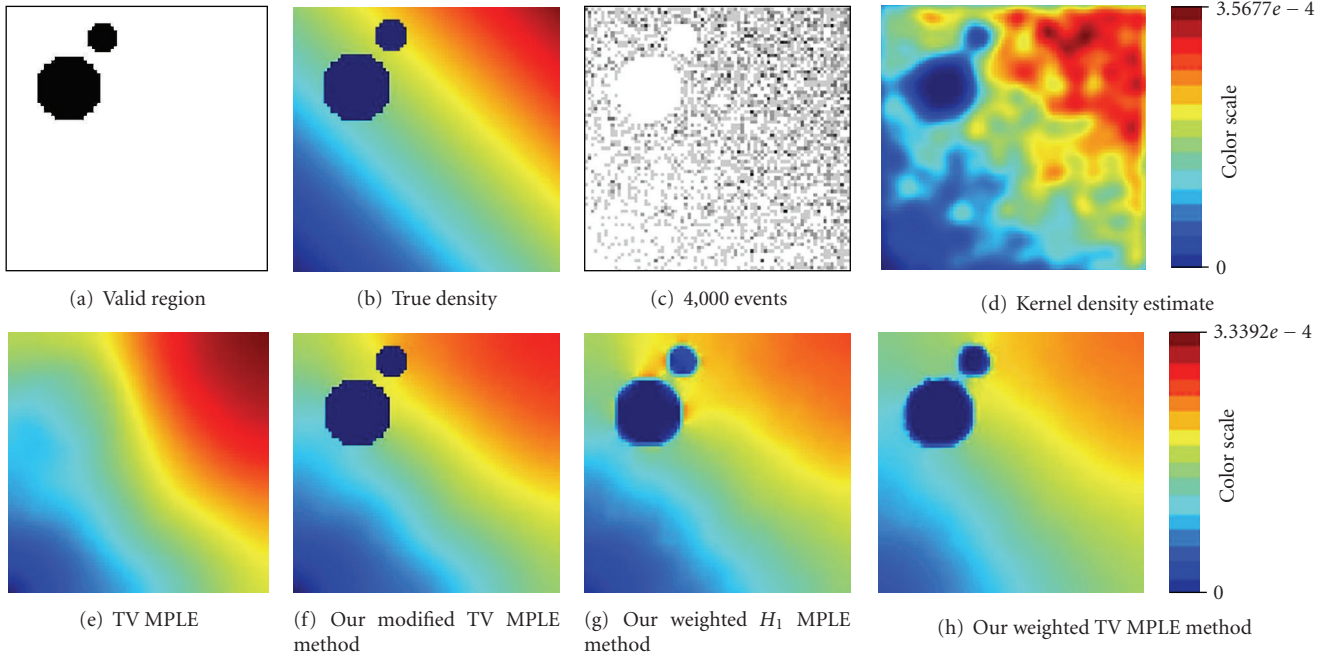 3.5677e − 4
Color scale
0
(a) Valid region
(b) True density
(c) 4,000 events
(d) Kernel density estimate
3.3392e − 4
Color scale
0
(e) TV MPLE
(f) Our modified TV MPLE
method
(g) Our weighted H₁ MPLE
method
(h) Our weighted TV MPLE method